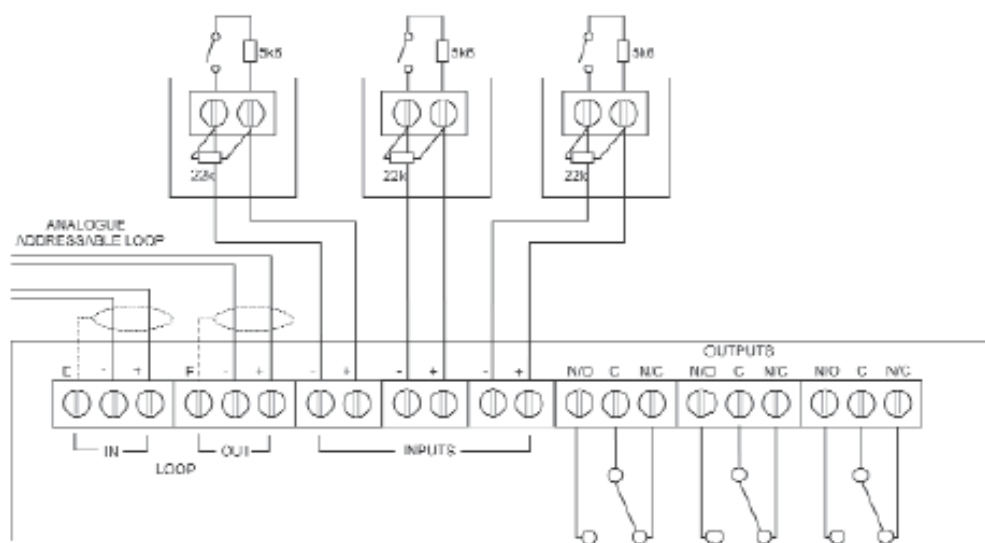 5k6 5k6 5k6
22k 22k 22k
ANALOGUE
ADDRESSABLE LOOP
OUTPUTS
E - + E - + - + - + - + N/O C N/C N/O C N/C N/O C N/C
IN OUT INPUTS
LOOP